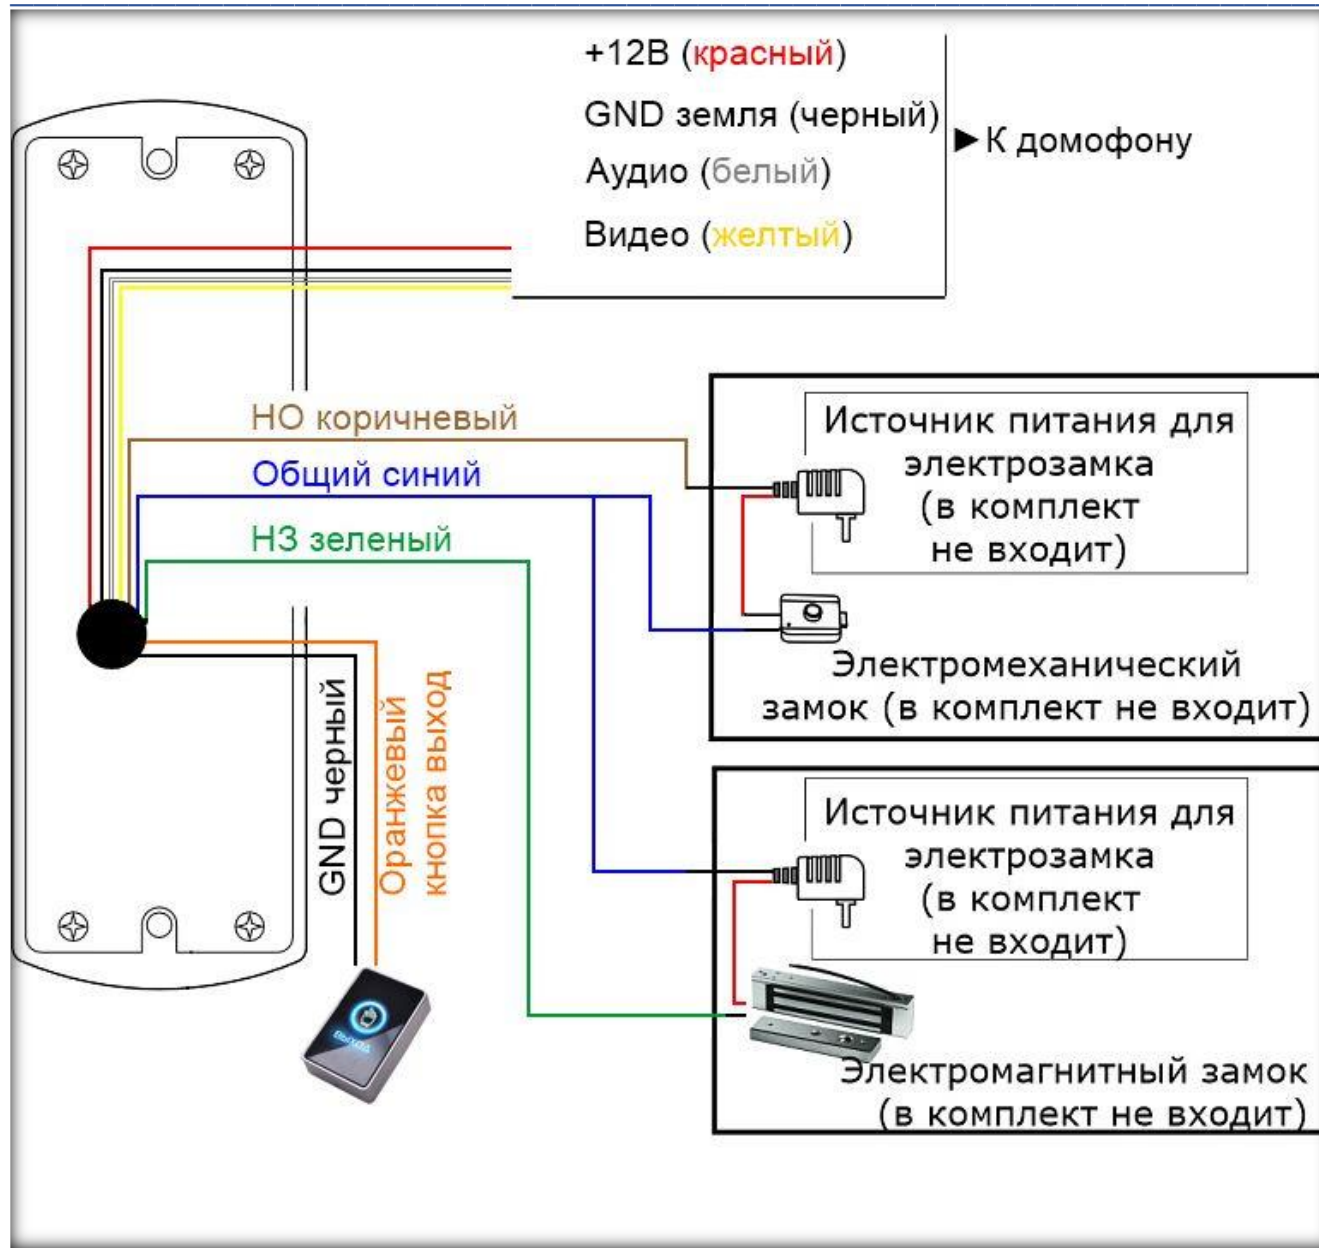 +12В (красный)
GND земля (черный)
Аудио (белый)
Видео (желтый)
К домофону
НО коричневый
Общий синий
НЗ зеленый
Источник питания для
электрозамка
(в комплект
не входит)
Электромеханический
замок (в комплект не входит)
GND черный
Оранжевый
кнопка выход
Источник питания для
электрозамка
(в комплект
не входит)
Электромагнитный замок
(в комплект не входит)
ВЫХОД